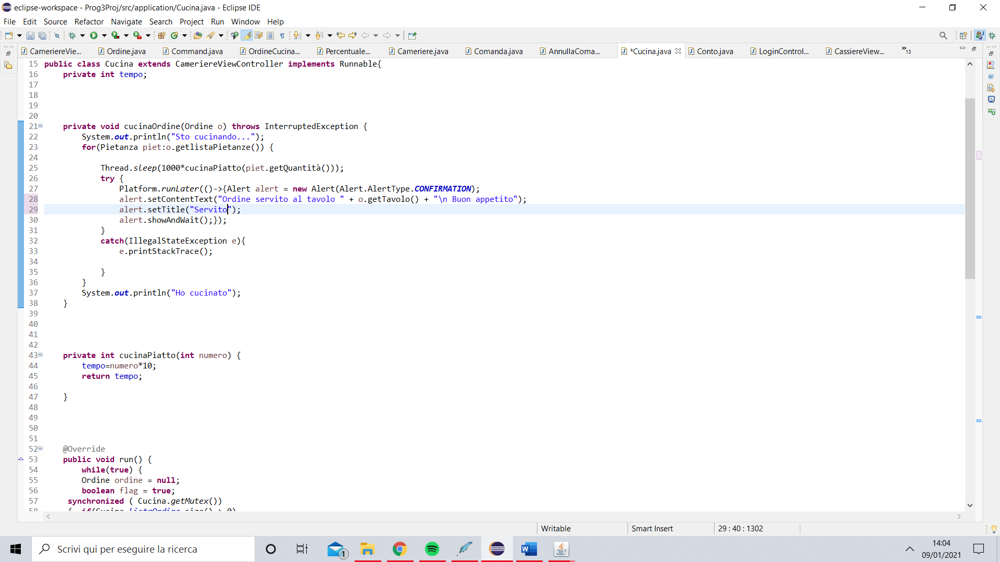 eclipse-workspace - Prog3Proj/src/application/Cucina.java - Eclipse IDE
File Edit Source Refactor Navigate Search Project Run Window Help
CameriereVie... Ordine.java Command.java OrdineCucina... Percentuale... Cameriere.java Comanda.java AnnullaComa... *Cucina.java Conto.java LoginControl... CassiereView... »13
15 public class Cucina extends CameriereViewController implements Runnable{
16     private int tempo;
17
18
19
20
21     private void cucinaOrdine(Ordine o) throws InterruptedException {
22         System.out.println("Sto cucinando...");
23         for(Pietanza piet:o.getlistaPietanze()) {
24
25             Thread.sleep(1000*cucinaPiatto(piet.getQuantità()));
26             try {
27                 Platform.runLater(()->{Alert alert = new Alert(Alert.AlertType.CONFIRMATION);
28                 alert.setContentText("Ordine servito al tavolo " + o.getTavolo() + "\n Buon appetito");
29                 alert.setTitle("Servito");
30                 alert.showAndWait();});
31             }
32             catch(IllegalStateException e){
33                 e.printStackTrace();
34
35             }
36         }
37         System.out.println("Ho cucinato");
38     }
39
40
41
42
43     private int cucinaPiatto(int numero) {
44         tempo=numero*10;
45         return tempo;
46
47     }
48
49
50
51
52     @Override
53     public void run() {
54         while(true) {
55         Ordine ordine = null;
56         boolean flag = true;
57      synchronized ( Cucina.getMutex())
Writable Smart Insert 29 : 40 : 1302
Scrivi qui per eseguire la ricerca
1
14:04
09/01/2021